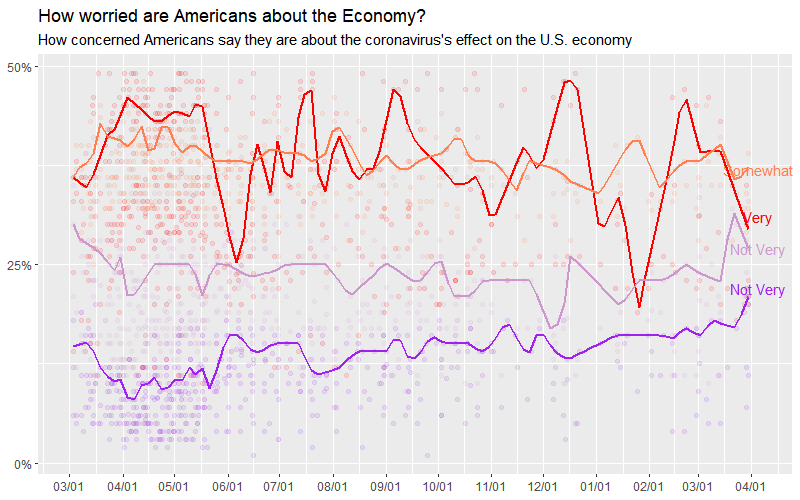 How worried are Americans about the Economy?
How concerned Americans say they are about the coronavirus's effect on the U.S. economy
50%
Somewhat
Very
Not Very
25%
Not Very
0%
03/01 04/01 05/01 06/01 07/01 08/01 09/01 10/01 11/01 12/01 01/01 02/01 03/01 04/01